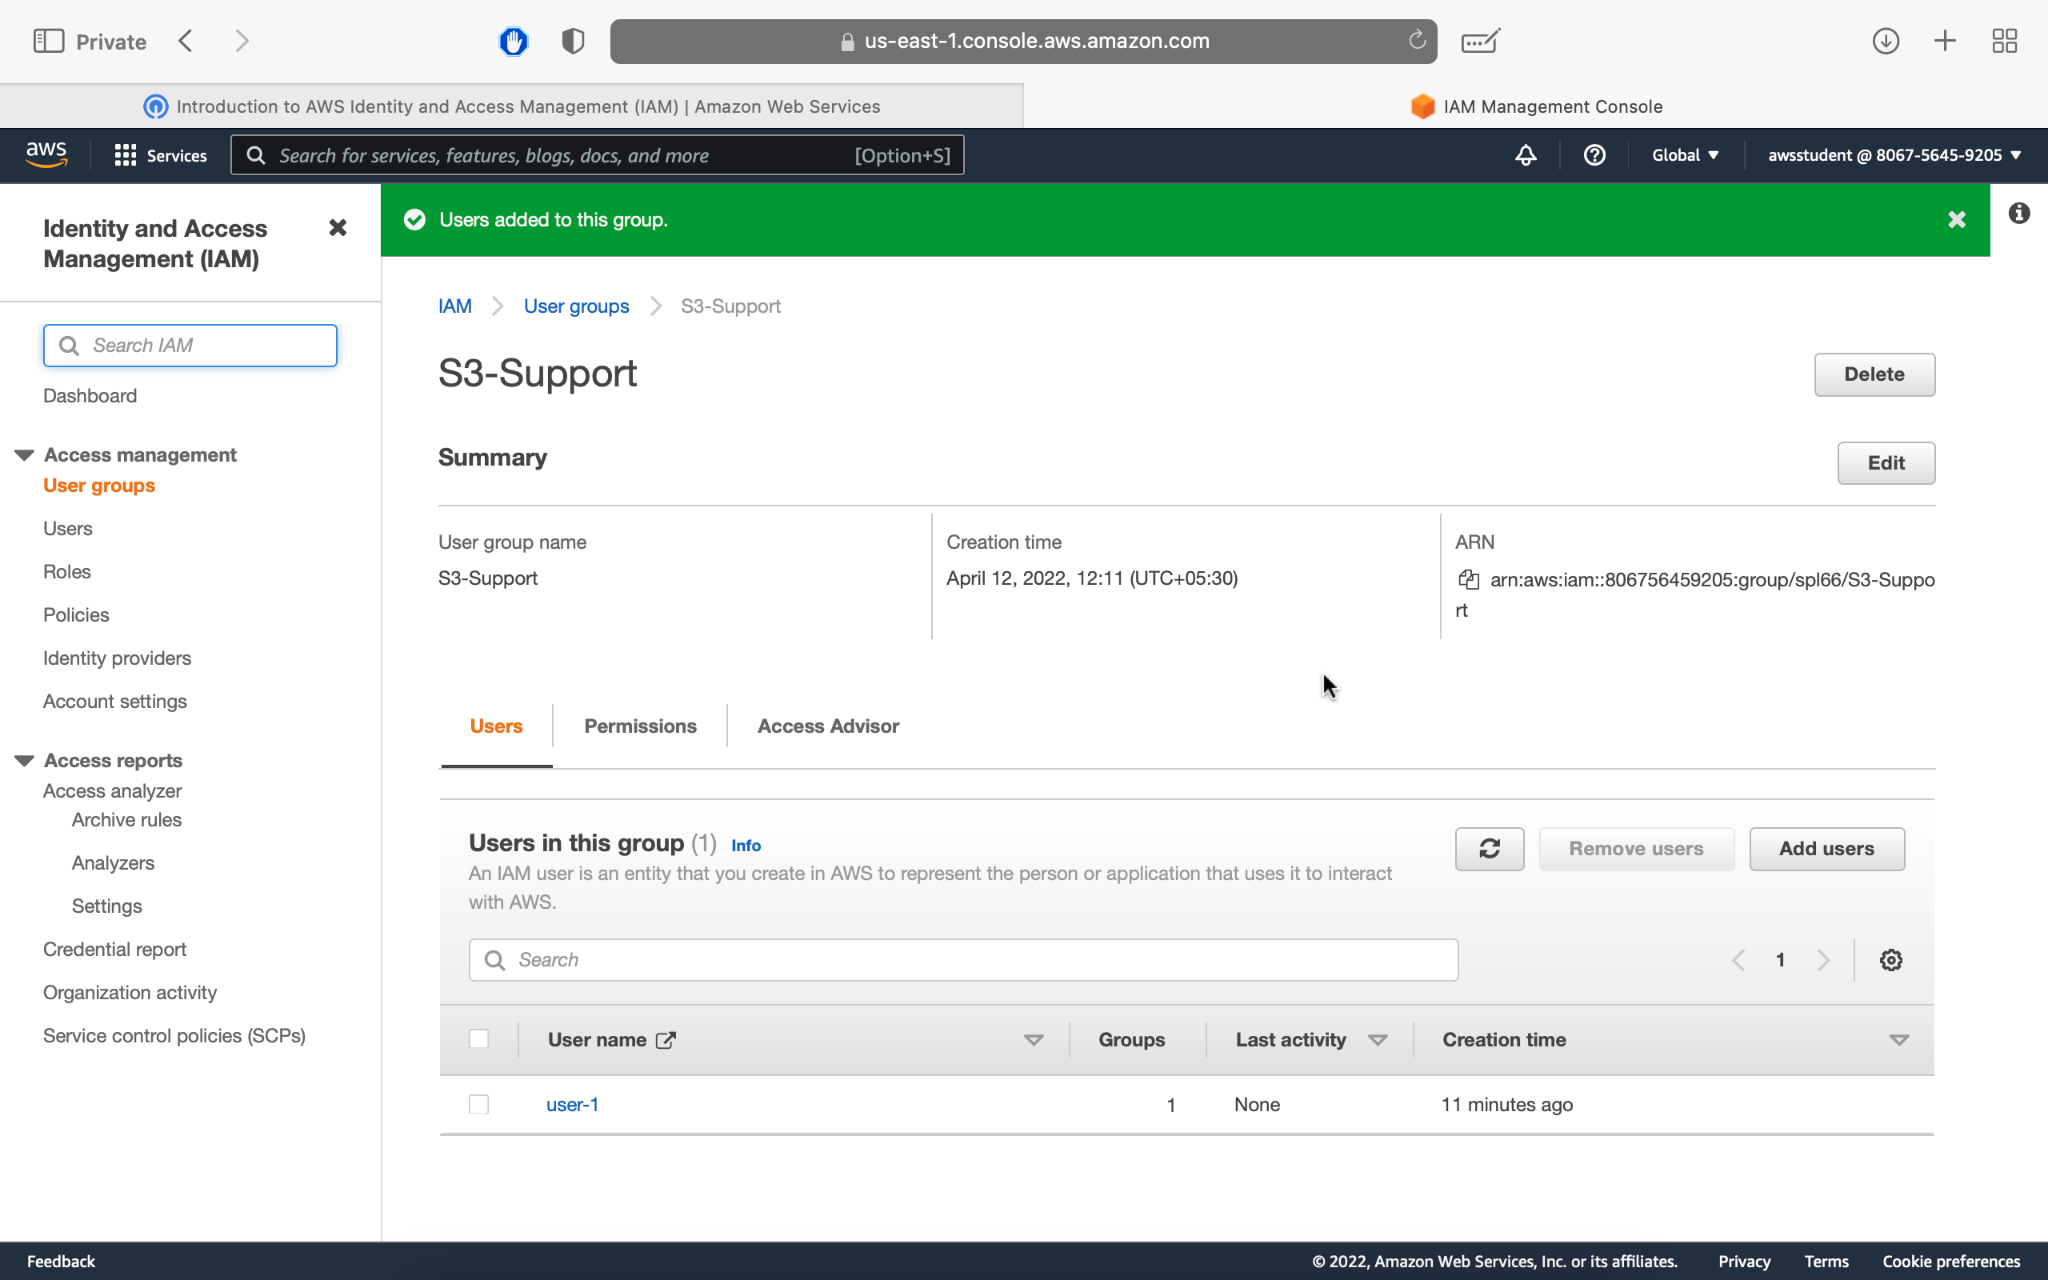 Private
us-east-1.console.aws.amazon.com
Introduction to AWS Identity and Access Management (IAM) | Amazon Web Services
IAM Management Console
aws
Services
Search for services, features, blogs, docs, and more
[Option+S]
Global
awsstudent @ 8067-5645-9205
Identity and Access
Management (IAM)
Search IAM
Dashboard
Access management
User groups
Users
Roles
Policies
Identity providers
Account settings
Access reports
Access analyzer
Archive rules
Analyzers
Settings
Credential report
Organization activity
Service control policies (SCPs)
Users added to this group.
IAM
User groups
S3-Support
S3-Support
Delete
Summary
Edit
User group name
S3-Support
Creation time
April 12, 2022, 12:11 (UTC+05:30)
ARN
arn:aws:iam::806756459205:group/spl66/S3-Suppo
rt
Users
Permissions
Access Advisor
Users in this group (1) Info
An IAM user is an entity that you create in AWS to represent the person or application that uses it to interact
with AWS.
Remove users
Add users
Search
1
User name
Groups
Last activity
Creation time
user-1
1
None
11 minutes ago
Feedback
© 2022, Amazon Web Services, Inc. or its affiliates.
Privacy
Terms
Cookie preferences